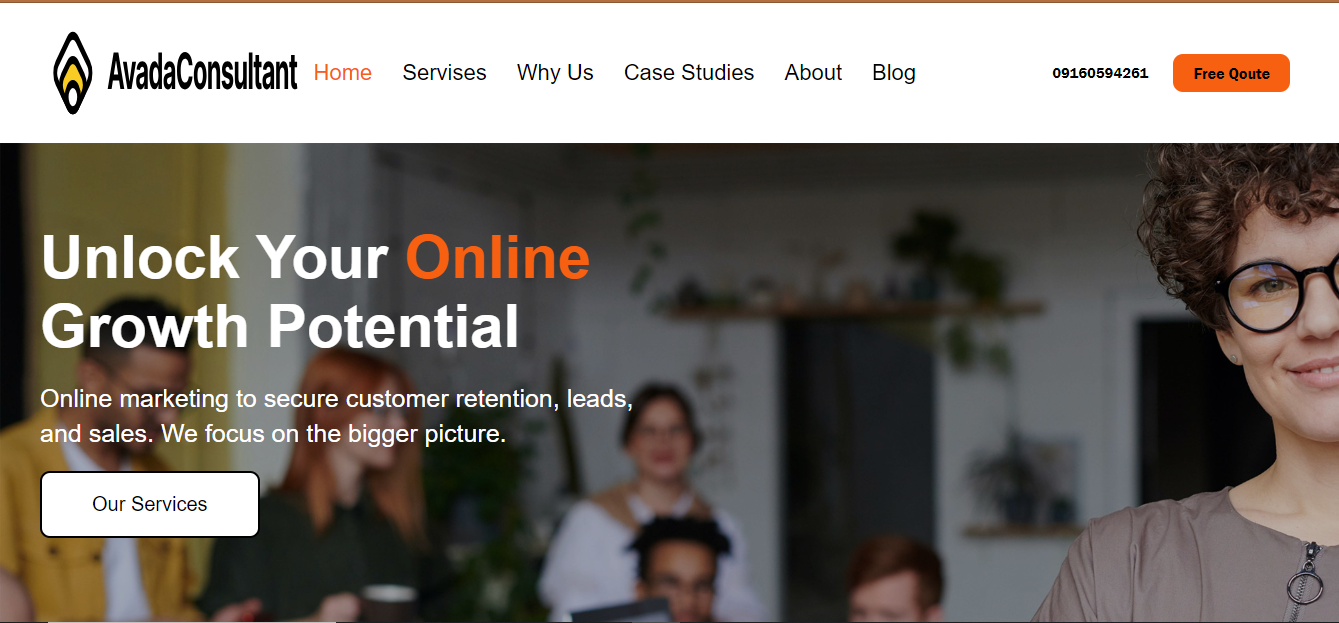 AvadaConsultant Home Servises Why Us Case Studies About Blog 09160594261 Free Qoute
Unlock Your Online
Growth Potential
Online marketing to secure customer retention, leads,
and sales. We focus on the bigger picture.
Our Services